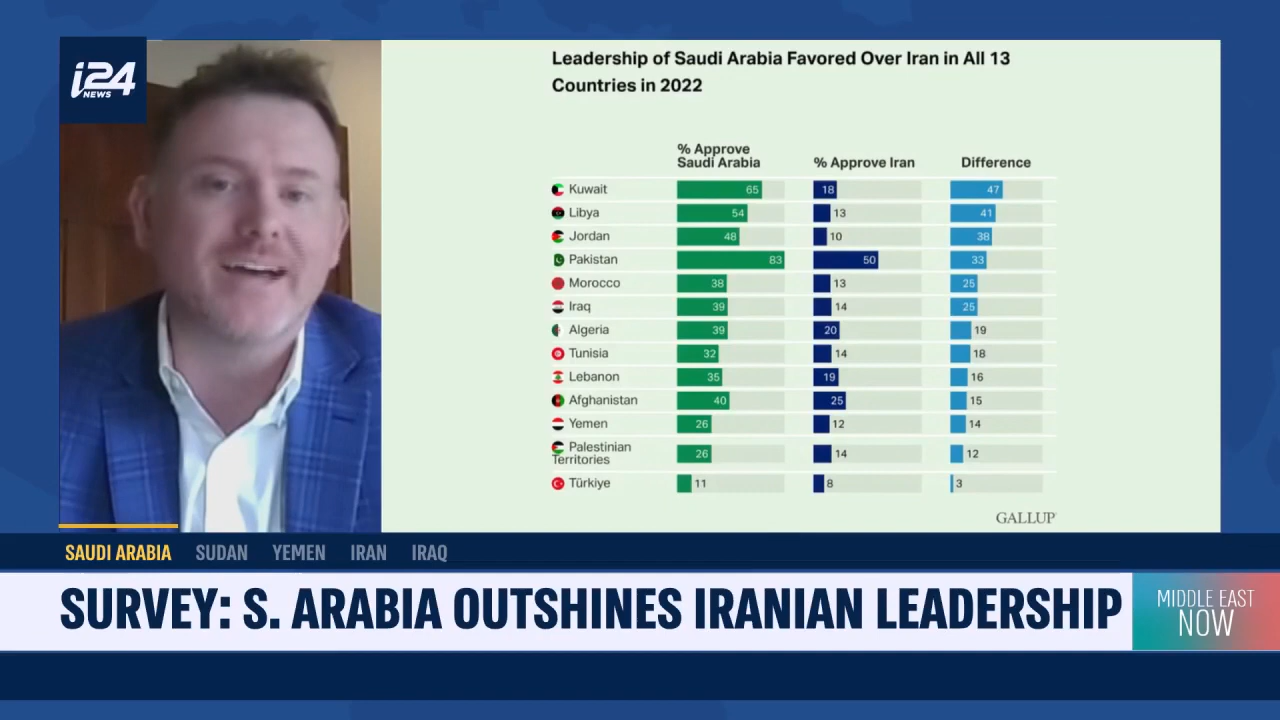 i24
NEWS
Leadership of Saudi Arabia Favored Over Iran in All 13
Countries in 2022
% Approve
Saudi Arabia
% Approve Iran
Difference
Kuwait 65 18 47
Libya 54 13 41
Jordan 48 10 38
Pakistan 83 50 33
Morocco 38 13 25
Iraq 39 14 25
Algeria 39 20 19
Tunisia 32 14 18
Lebanon 35 19 16
Afghanistan 40 25 15
Yemen 26 12 14
Palestinian
Territories 26 14 12
Türkiye 11 8 3
GALLUP
SAUDI ARABIA SUDAN YEMEN IRAN IRAQ
SURVEY: S. ARABIA OUTSHINES IRANIAN LEADERSHIP
MIDDLE EAST
NOW